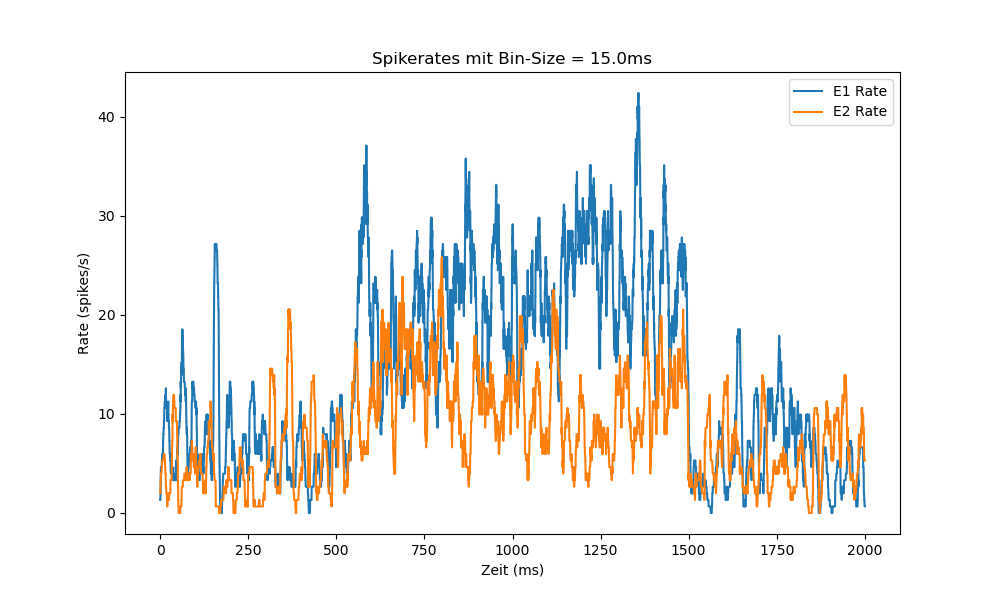 Spikerates mit Bin-Size = 15.0ms
E1 Rate
E2 Rate
40
30
20
10
0
Rate (spikes/s)
0 250 500 750 1000 1250 1500 1750 2000
Zeit (ms)